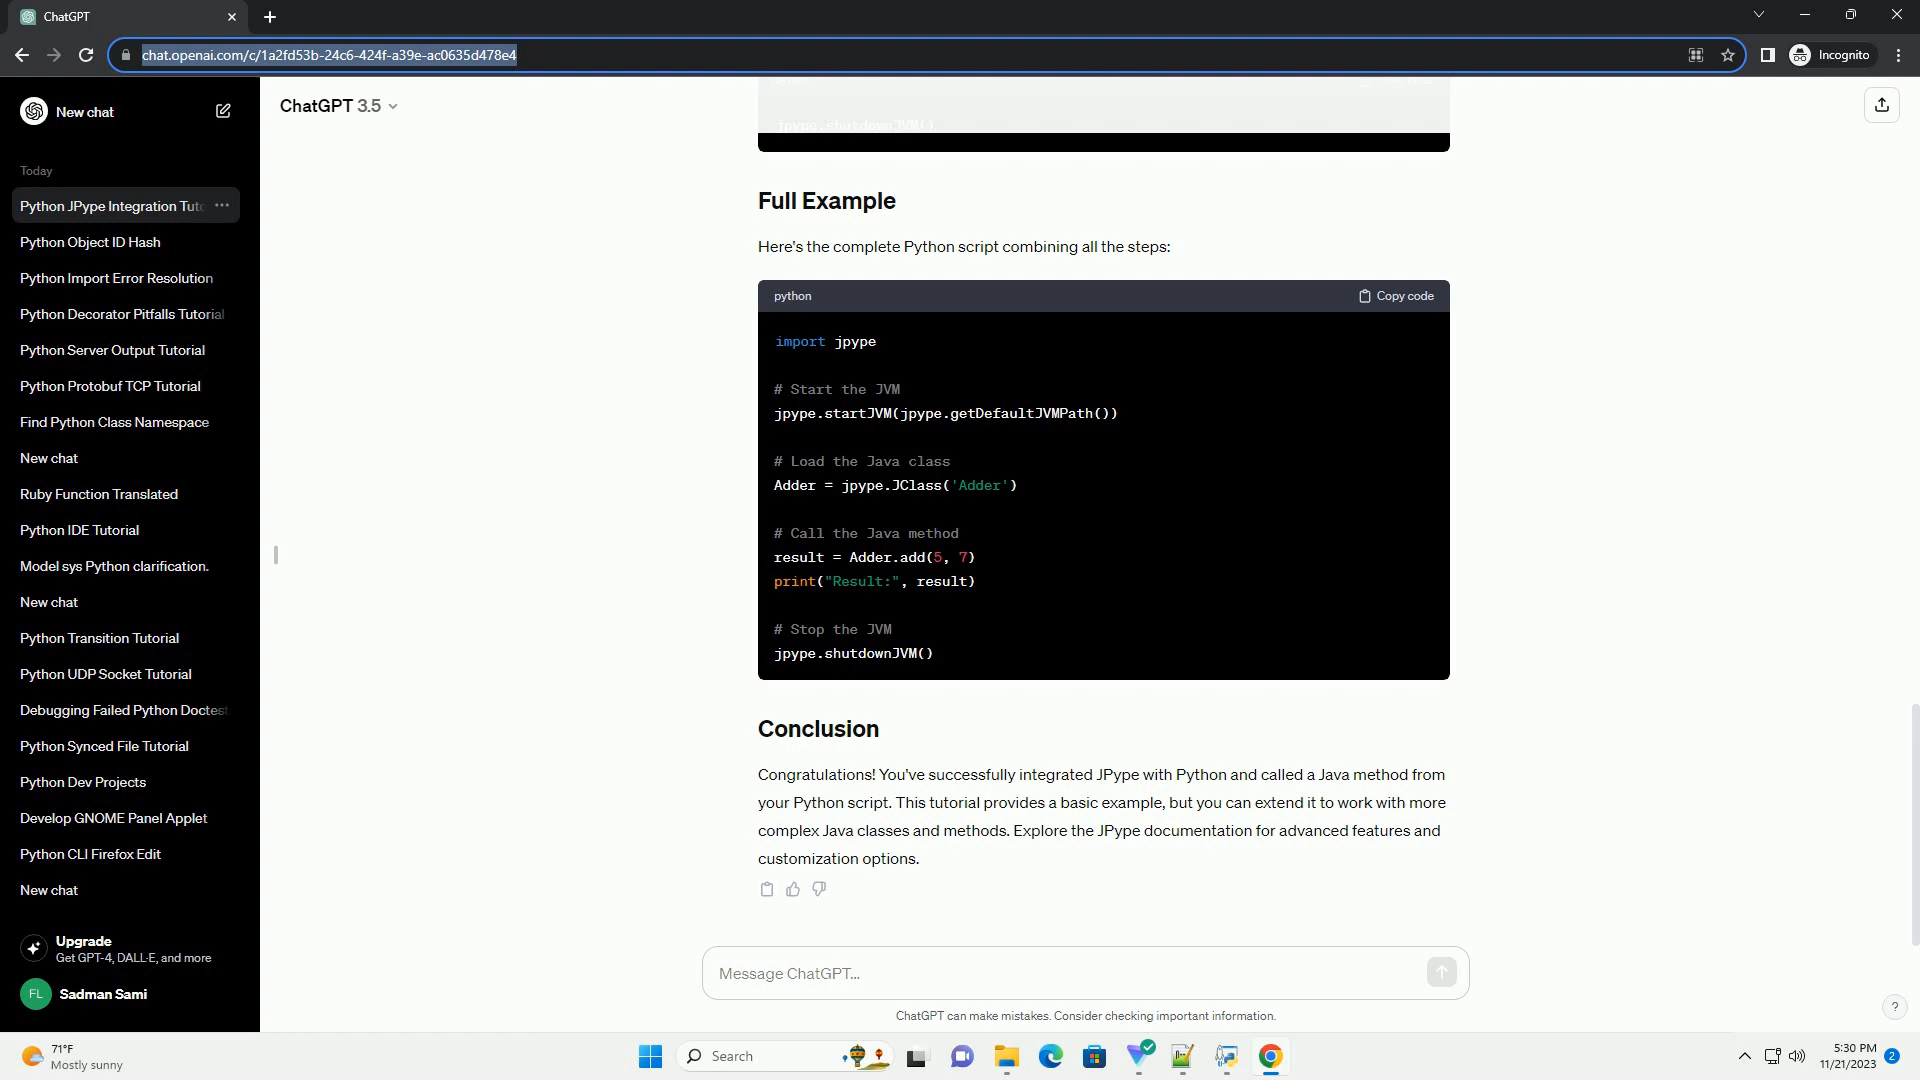 ChatGPT
chat.openai.com/c/1a2fd53b-24c6-424f-a39e-ac0635d478e4
Incognito
New chat
ChatGPT 3.5
Today
Python JPype Integration Tuto
Python Object ID Hash
Python Import Error Resolution
Python Decorator Pitfalls Tutorial
Python Server Output Tutorial
Python Protobuf TCP Tutorial
Find Python Class Namespace
New chat
Ruby Function Translated
Python IDE Tutorial
Model sys Python clarification.
New chat
Python Transition Tutorial
Python UDP Socket Tutorial
Debugging Failed Python Doctest
Python Synced File Tutorial
Python Dev Projects
Develop GNOME Panel Applet
Python CLI Firefox Edit
New chat
Upgrade
Get GPT-4, DALL·E, and more
FL
Sadman Sami
jpype.shutdownJVM()
Full Example
Here's the complete Python script combining all the steps:
python
Copy code
import jpype
# Start the JVM
jpype.startJVM(jpype.getDefaultJVMPath())
# Load the Java class
Adder = jpype.JClass('Adder')
# Call the Java method
result = Adder.add(5, 7)
print("Result:", result)
# Stop the JVM
jpype.shutdownJVM()
Conclusion
Congratulations! You've successfully integrated JPype with Python and called a Java method from
your Python script. This tutorial provides a basic example, but you can extend it to work with more
complex Java classes and methods. Explore the JPype documentation for advanced features and
customization options.
Message ChatGPT...
ChatGPT can make mistakes. Consider checking important information.
?
71°F
Mostly sunny
Search
5:30 PM
11/21/2023
2